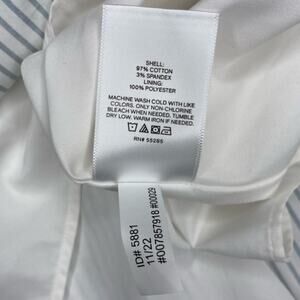 SHELL:
97% COTTON
3% SPANDEX
LINING:
100% POLYESTER
MACHINE WASH COLD WITH LIKE
COLORS. ONLY NON-CHLORINE
BLEACH WHEN NEEDED. TUMBLE
DRY LOW. WARM IRON IF NEEDED.
RN# 55285
ID# 5881
11/22
#007857918 #00029